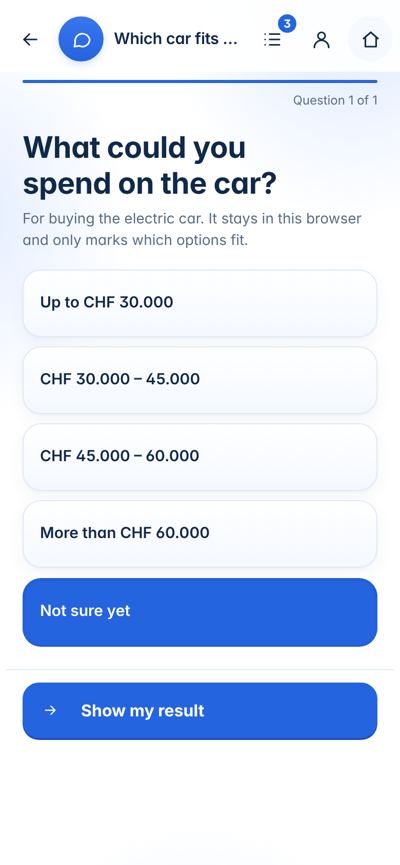 Which car fits ...
3
Question 1 of 1
What could you
spend on the car?
For buying the electric car. It stays in this browser
and only marks which options fit.
Up to CHF 30.000
CHF 30.000 – 45.000
CHF 45.000 – 60.000
More than CHF 60.000
Not sure yet
Show my result